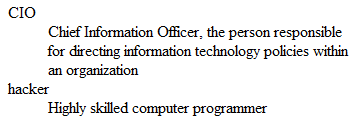 CIO
Chief Information Officer, the person responsible
for directing information technology policies within
an organization
hacker
Highly skilled computer programmer